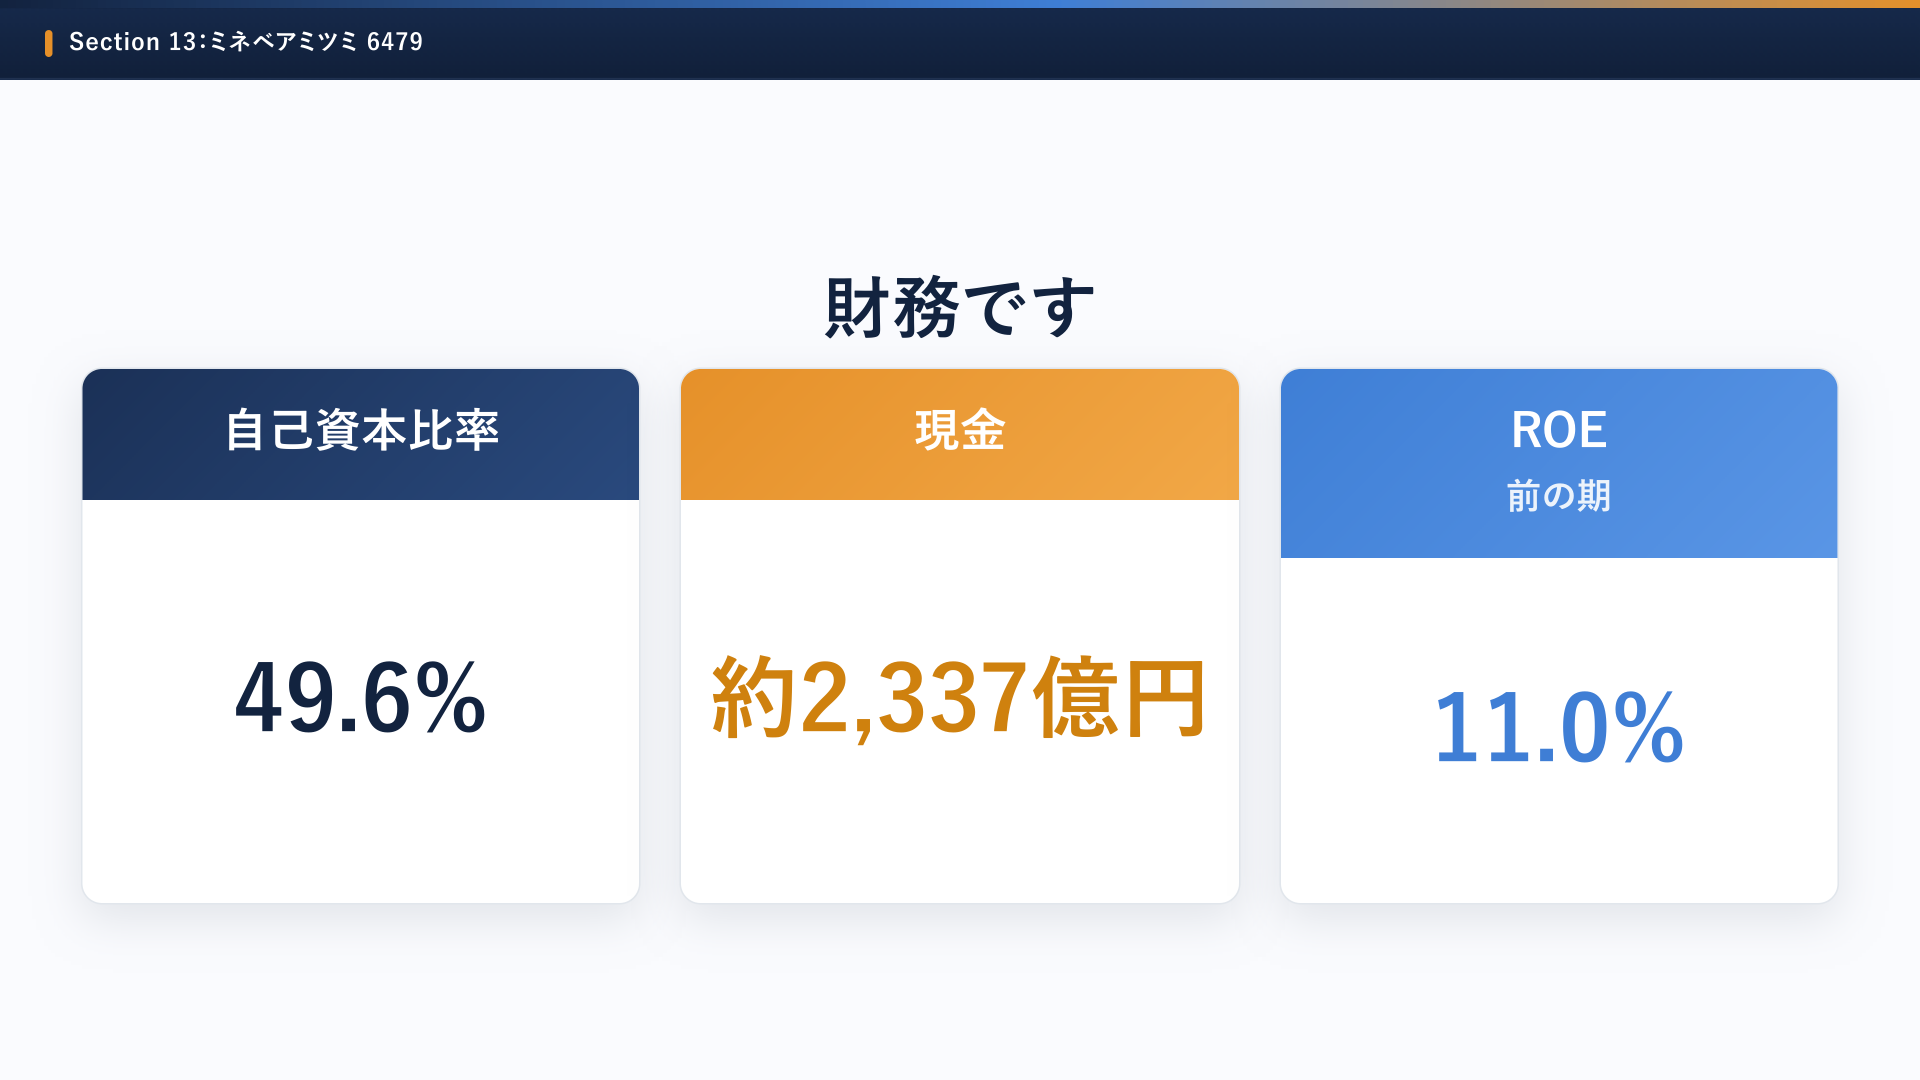 Section 13：ミネベアミツミ 6479
財務です
自己資本比率
49.6%
現金
約2,337億円
ROE
前の期
11.0%